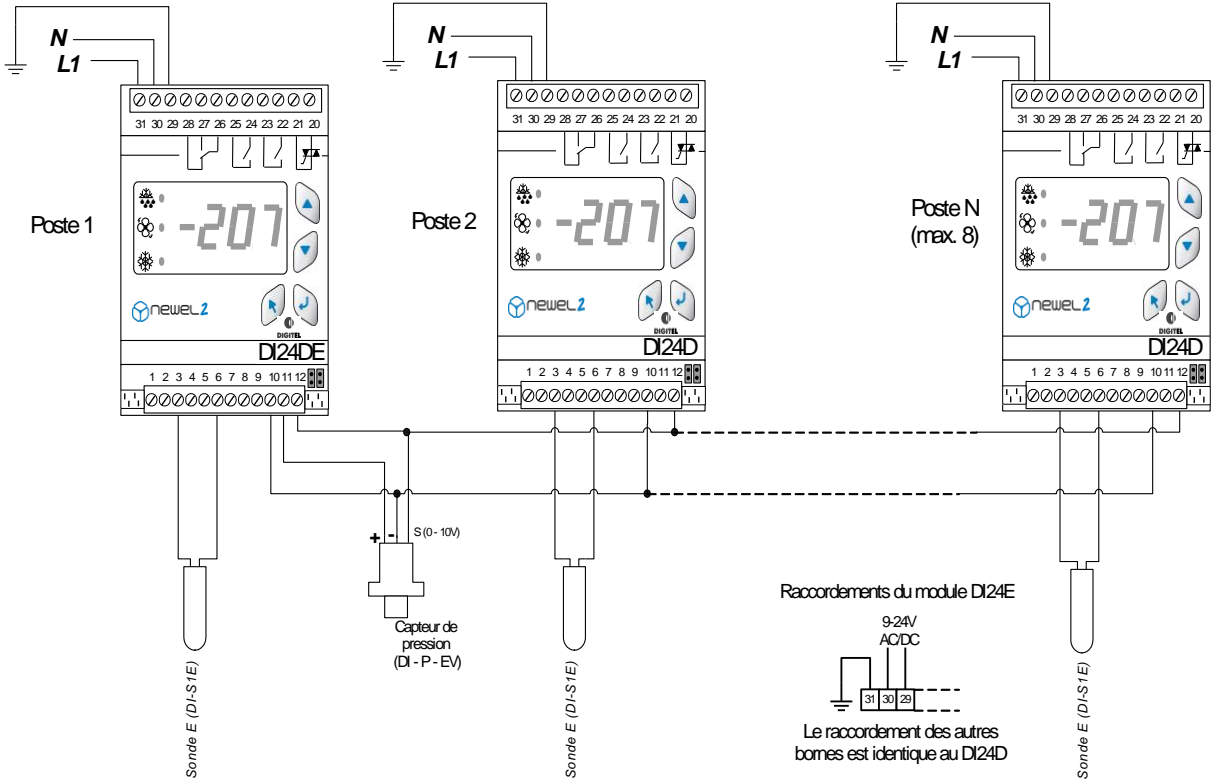 N
L1
N
L1
N
L1
31 30 29 28 27 26 25 24 23 22 21 20
31 30 29 28 27 26 25 24 23 22 21 20
31 30 29 28 27 26 25 24 23 22 21 20
Poste 1
-207
Poste 2
-207
Poste N
(max. 8)
-207
newel2
DIGITEL
DI24DE
newel2
DIGITEL
DI24D
newel2
DIGITEL
DI24D
1 2 3 4 5 6 7 8 9 10 11 12
1 2 3 4 5 6 7 8 9 10 11 12
1 2 3 4 5 6 7 8 9 10 11 12
+ - S (0 - 10V)
Capteur de
pression
(DI - P - EV)
Sonde E (DI-S1E)
Sonde E (DI-S1E)
Sonde E (DI-S1E)
Raccordements du module DI24E
9-24V
AC/DC
31 30 29
Le raccordement des autres
bornes est identique au DI24D